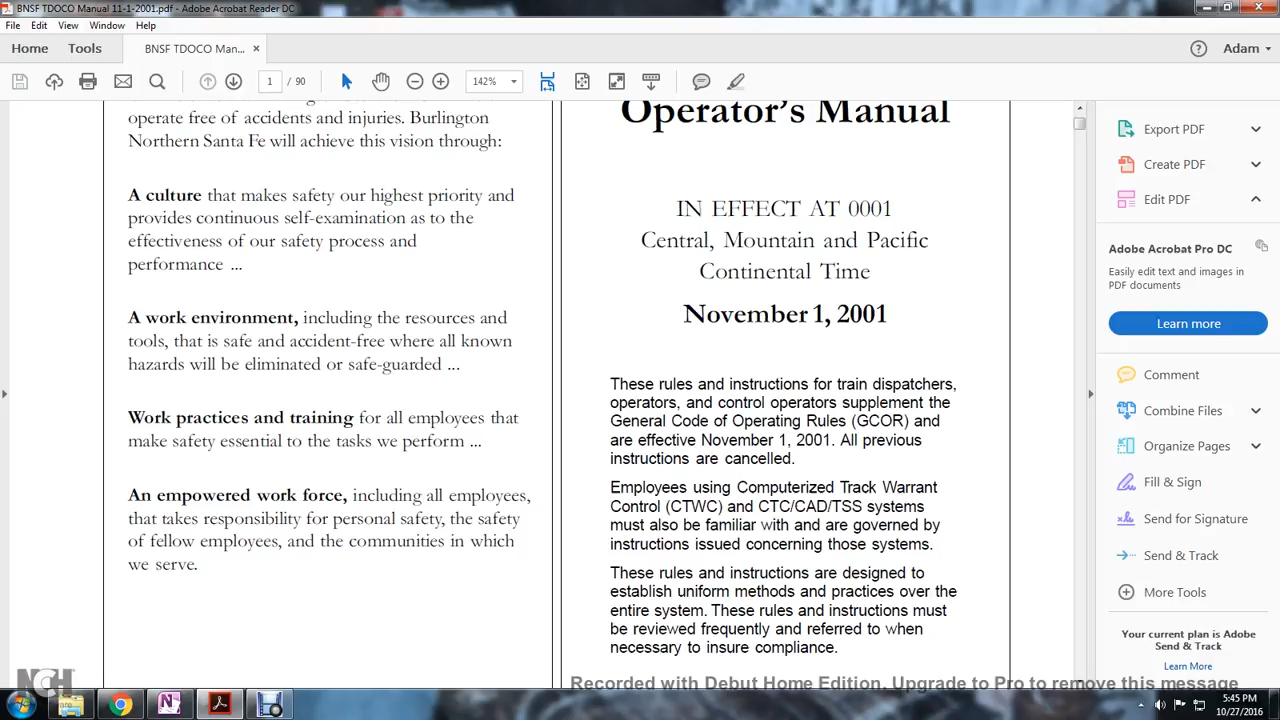 BNSF TDOCO Manual 11-1-2001.pdf - Adobe Acrobat Reader DC
File Edit View Window Help
Home Tools BNSF TDOCO Man... × Adam
1 / 90 142%
operate free of accidents and injuries. Burlington
Northern Santa Fe will achieve this vision through:
A culture that makes safety our highest priority and
provides continuous self-examination as to the
effectiveness of our safety process and
performance ...
A work environment, including the resources and
tools, that is safe and accident-free where all known
hazards will be eliminated or safe-guarded ...
Work practices and training for all employees that
make safety essential to the tasks we perform ...
An empowered work force, including all employees,
that takes responsibility for personal safety, the safety
of fellow employees, and the communities in which
we serve.
Operator's Manual
IN EFFECT AT 0001
Central, Mountain and Pacific
Continental Time
November 1, 2001
These rules and instructions for train dispatchers,
operators, and control operators supplement the
General Code of Operating Rules (GCOR) and
are effective November 1, 2001. All previous
instructions are cancelled.
Employees using Computerized Track Warrant
Control (CTWC) and CTC/CAD/TSS systems
must also be familiar with and are governed by
instructions issued concerning those systems.
These rules and instructions are designed to
establish uniform methods and practices over the
entire system. These rules and instructions must
be reviewed frequently and referred to when
necessary to insure compliance.
Export PDF
Create PDF
Edit PDF
Adobe Acrobat Pro DC
Easily edit text and images in
PDF documents
Learn more
Comment
Combine Files
Organize Pages
Fill & Sign
Send for Signature
Send & Track
More Tools
Your current plan is Adobe
Send & Track
Learn More
NCH
Recorded with Debut Home Edition. Upgrade to Pro to remove this message
5:45 PM
10/27/2016